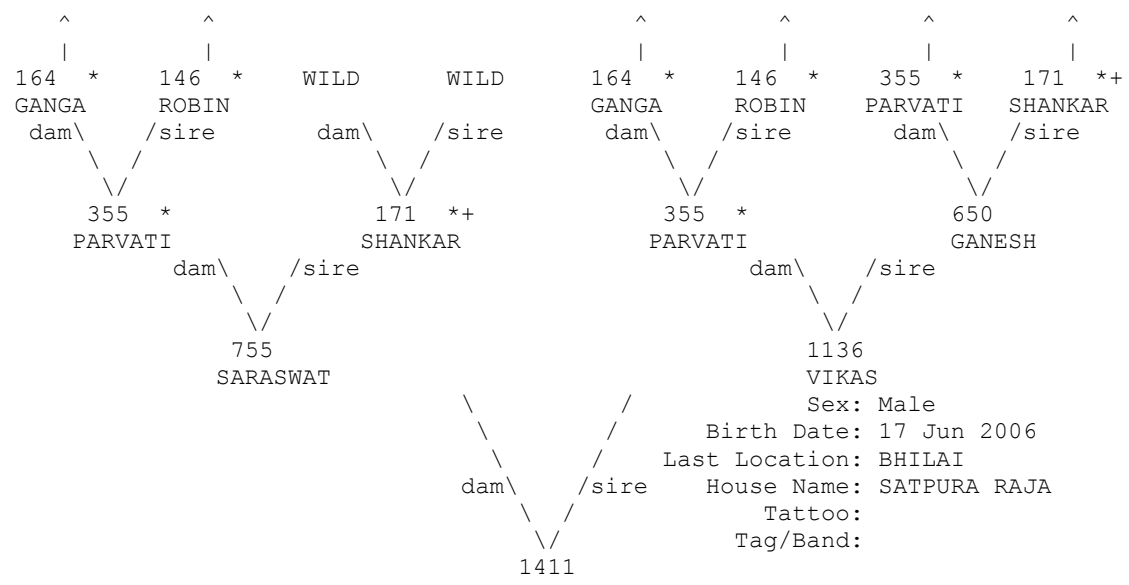 ^ ^ ^ ^ ^ ^
| | | | | |
164 * 146 * WILD WILD 164 * 146 * 355 * 171 *+
GANGA ROBIN GANGA ROBIN PARVATI SHANKAR
dam\ /sire dam\ /sire dam\ /sire dam\ /sire
\ / \ / \ / \ /
\/ \/ \/ \/
355 * 171 *+ 355 * 650
PARVATI SHANKAR PARVATI GANESH
dam\ /sire dam\ /sire
\ / \ /
\/ \/
755 1136
SARASWAT VIKAS
\ / Sex: Male
\ / Birth Date: 17 Jun 2006
\ / Last Location: BHILAI
dam\ /sire House Name: SATPURA RAJA
\ / Tattoo:
\/ Tag/Band:
1411